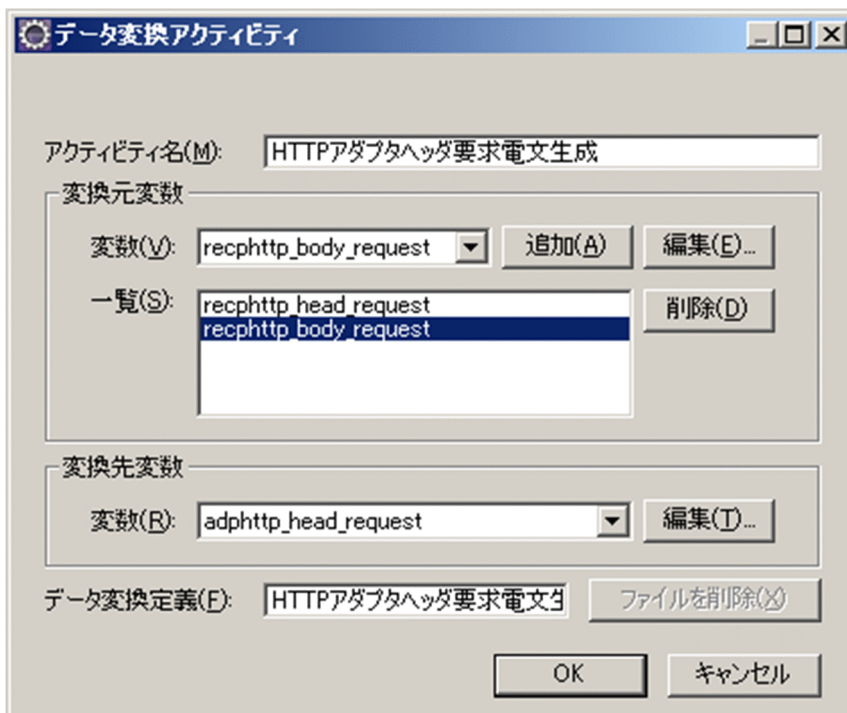 データ変換アクティビティ
アクティビティ名(M): HTTPアダプタヘッダ要求電文生成
変換元変数
変数(V): recphttp_body_request 追加(A) 編集(E)...
一覧(S): recphttp_head_request 削除(D)
recphttp_body_request
変換先変数
変数(R): adphttp_head_request 編集(T)...
データ変換定義(F): HTTPアダプタヘッダ要求電文生 ファイルを削除(X)
OK キャンセル